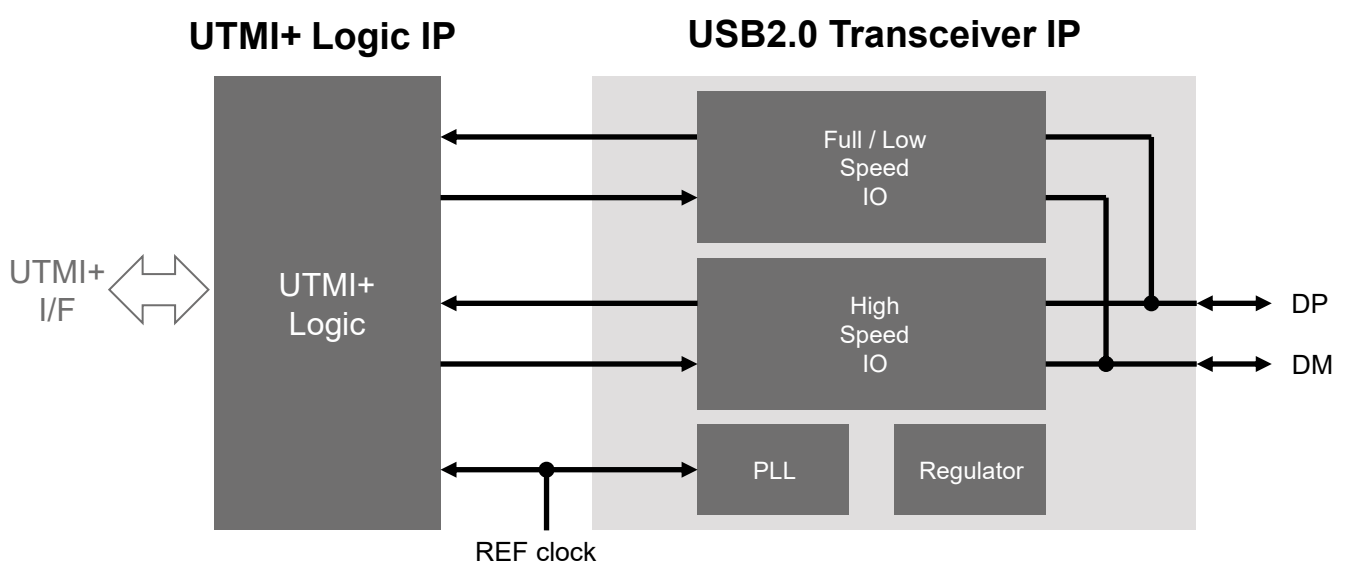 UTMI+ Logic IP
USB2.0 Transceiver IP
Full / Low
Speed
IO
UTMI+
I/F
UTMI+
Logic
High
Speed
IO
DP
DM
PLL
Regulator
REF clock